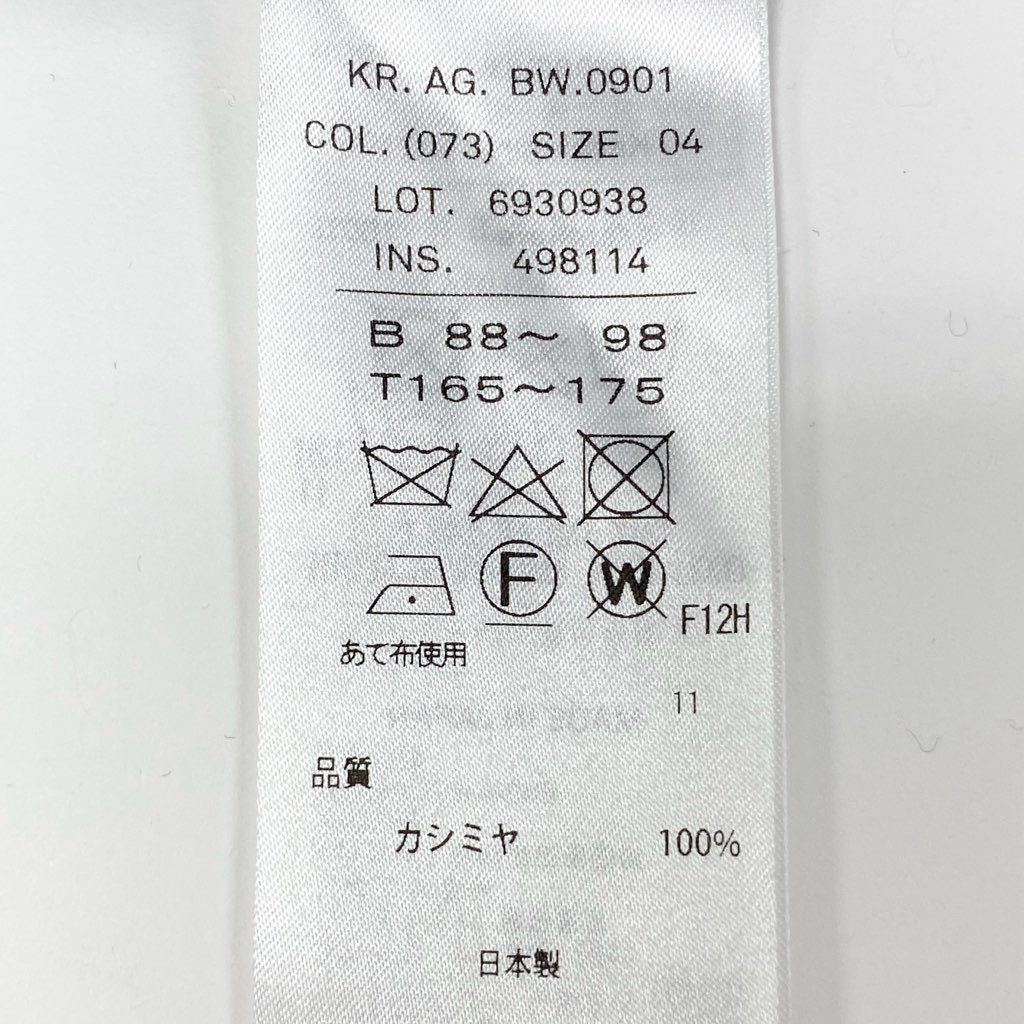 KR. AG. BW.0901
COL. (073) SIZE 04
LOT. 6930938
INS. 498114
B 88～ 98
T165～175
F W F12H
あて布使用
11
品質
カシミヤ 100%
日本製